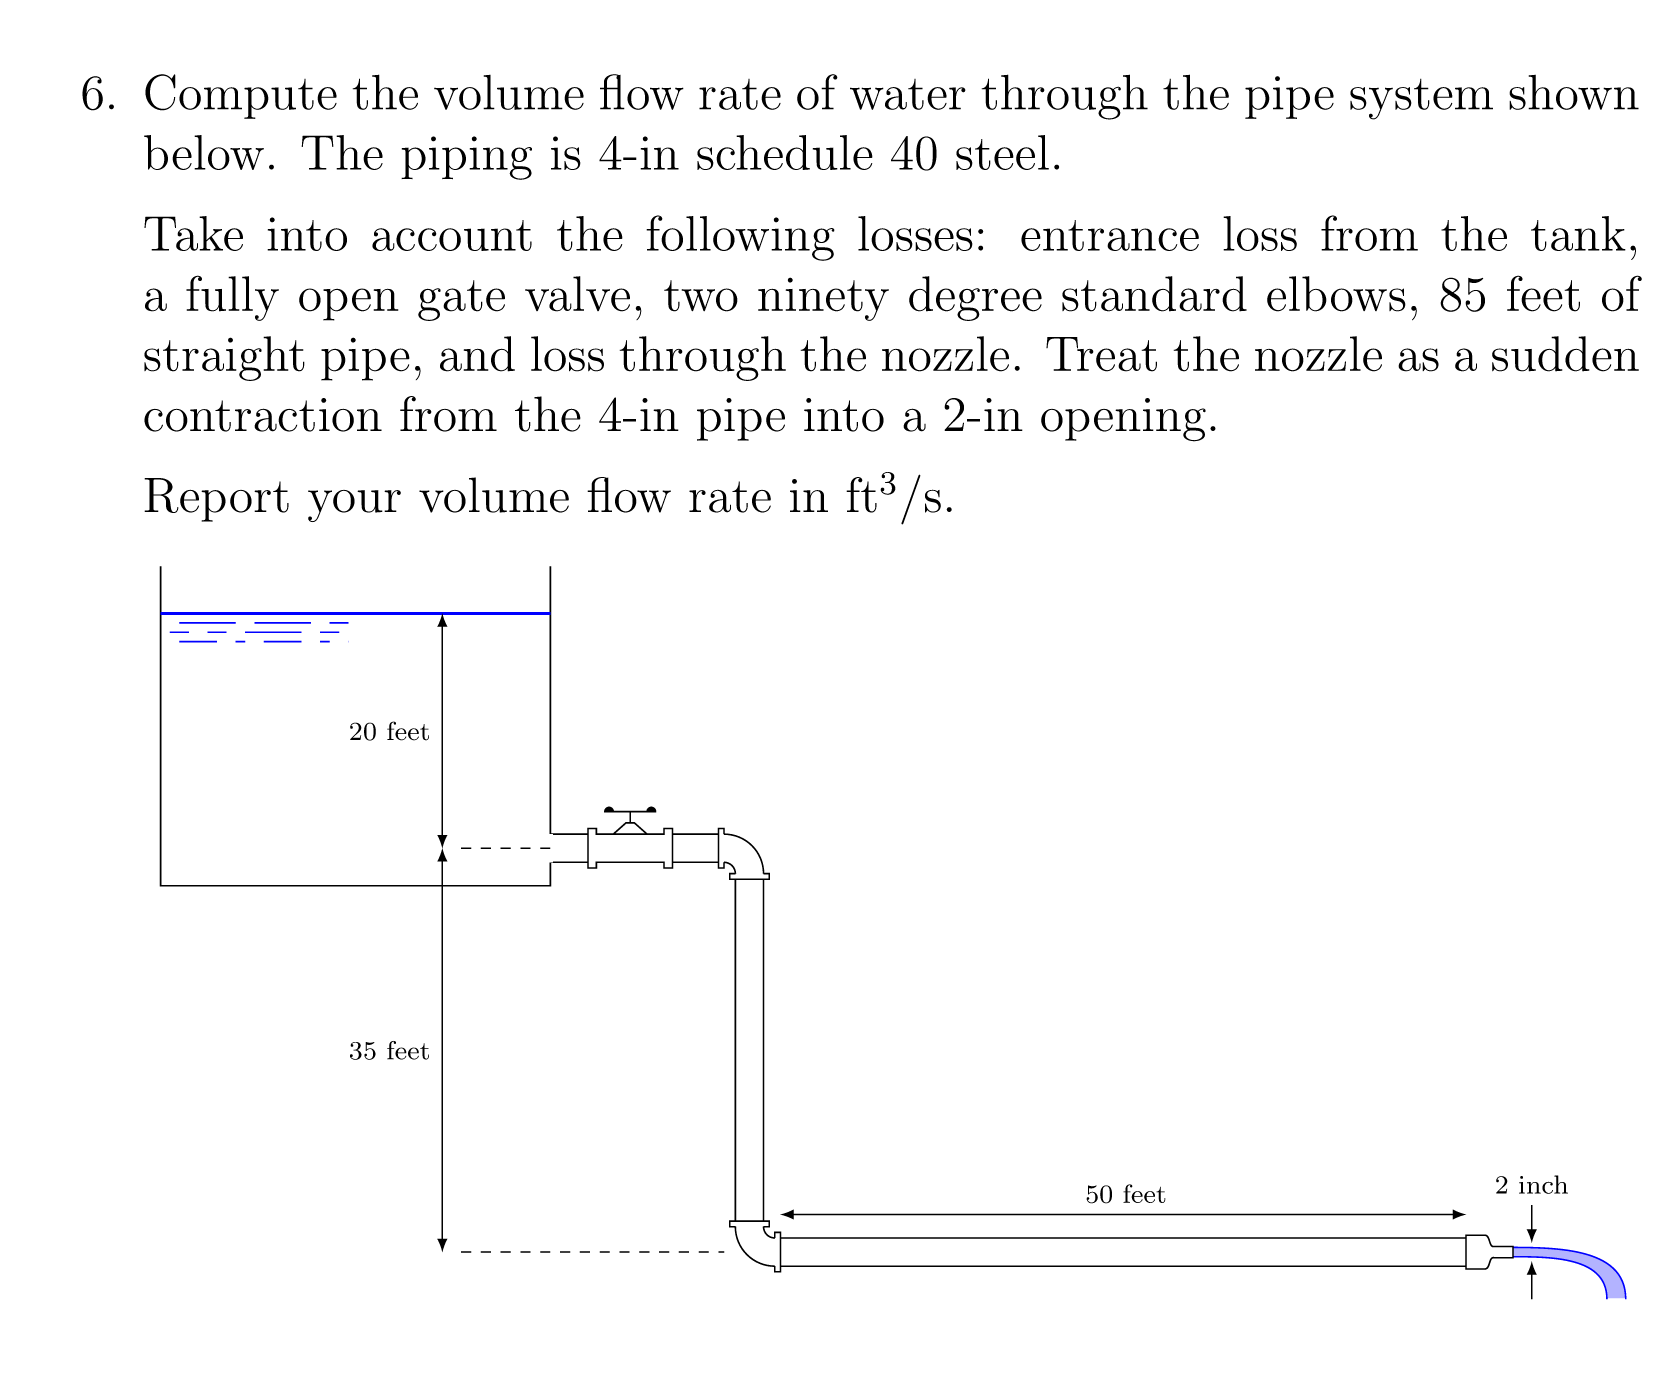 6. Compute the volume flow rate of water through the pipe system shown
below. The piping is 4-in schedule 40 steel.
Take into account the following losses: entrance loss from the tank,
a fully open gate valve, two ninety degree standard elbows, 85 feet of
straight pipe, and loss through the nozzle. Treat the nozzle as a sudden
contraction from the 4-in pipe into a 2-in opening.
Report your volume flow rate in ft³/s.
20 feet
35 feet
50 feet
2 inch